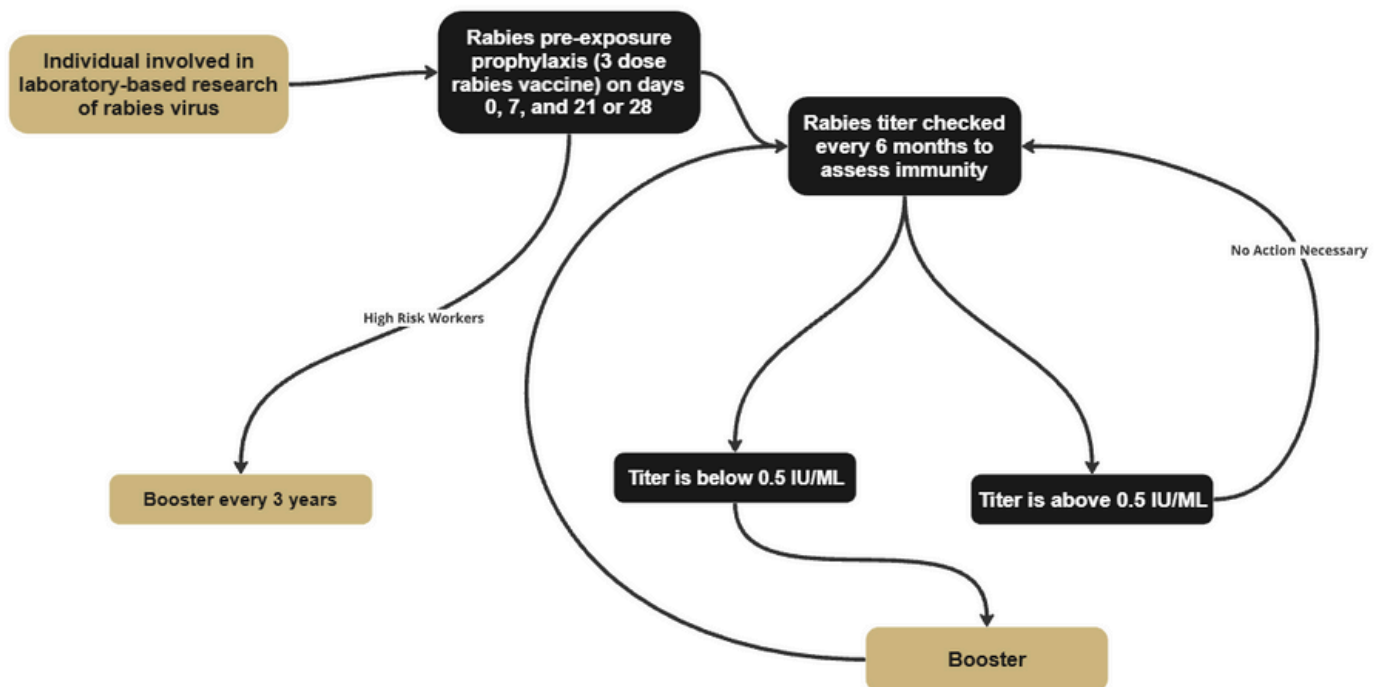 Individual involved in
laboratory-based research
of rabies virus
Rabies pre-exposure
prophylaxis (3 dose
rabies vaccine) on days
0, 7, and 21 or 28
Rabies titer checked
every 6 months to
assess immunity
No Action Necessary
High Risk Workers
Booster every 3 years
Titer is below 0.5 IU/ML
Titer is above 0.5 IU/ML
Booster